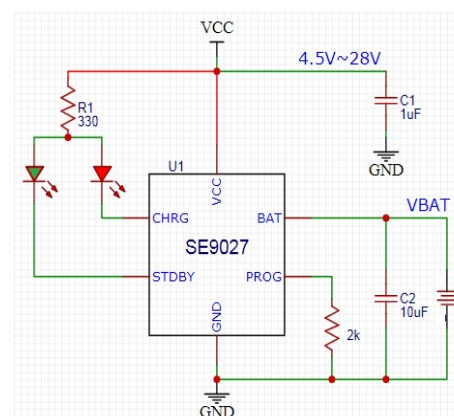 VCC
4.5V~28V
R1
330
C1
1uF
GND
U1
VCC
VBAT
CHRG
BAT
SE9027
STDBY
PROG
GND
2k
C2
10uF
GND